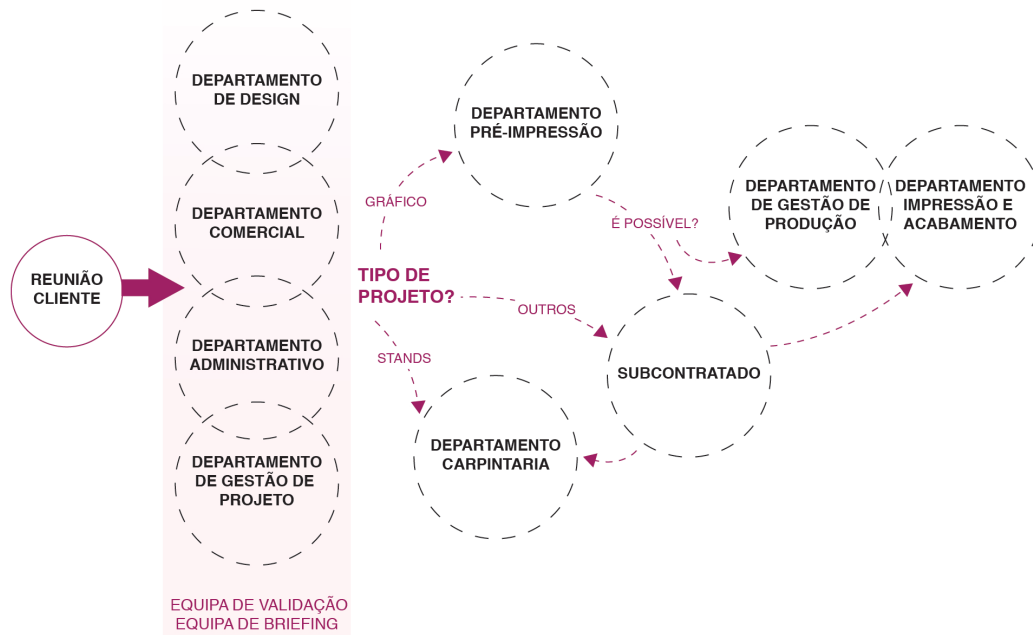 REUNIÃO
CLIENTE
DEPARTAMENTO
DE DESIGN
DEPARTAMENTO
COMERCIAL
DEPARTAMENTO
ADMINISTRATIVO
DEPARTAMENTO
DE GESTÃO DE
PROJETO
EQUIPA DE VALIDAÇÃO
EQUIPA DE BRIEFING
TIPO DE
PROJETO?
GRÁFICO
OUTROS
STANDS
DEPARTAMENTO
PRÉ-IMPRESSÃO
É POSSÍVEL?
SUBCONTRATADO
DEPARTAMENTO
CARPINTARIA
DEPARTAMENTO
DE GESTÃO DE
PRODUÇÃO
DEPARTAMENTO
IMPRESSÃO E
ACABAMENTO